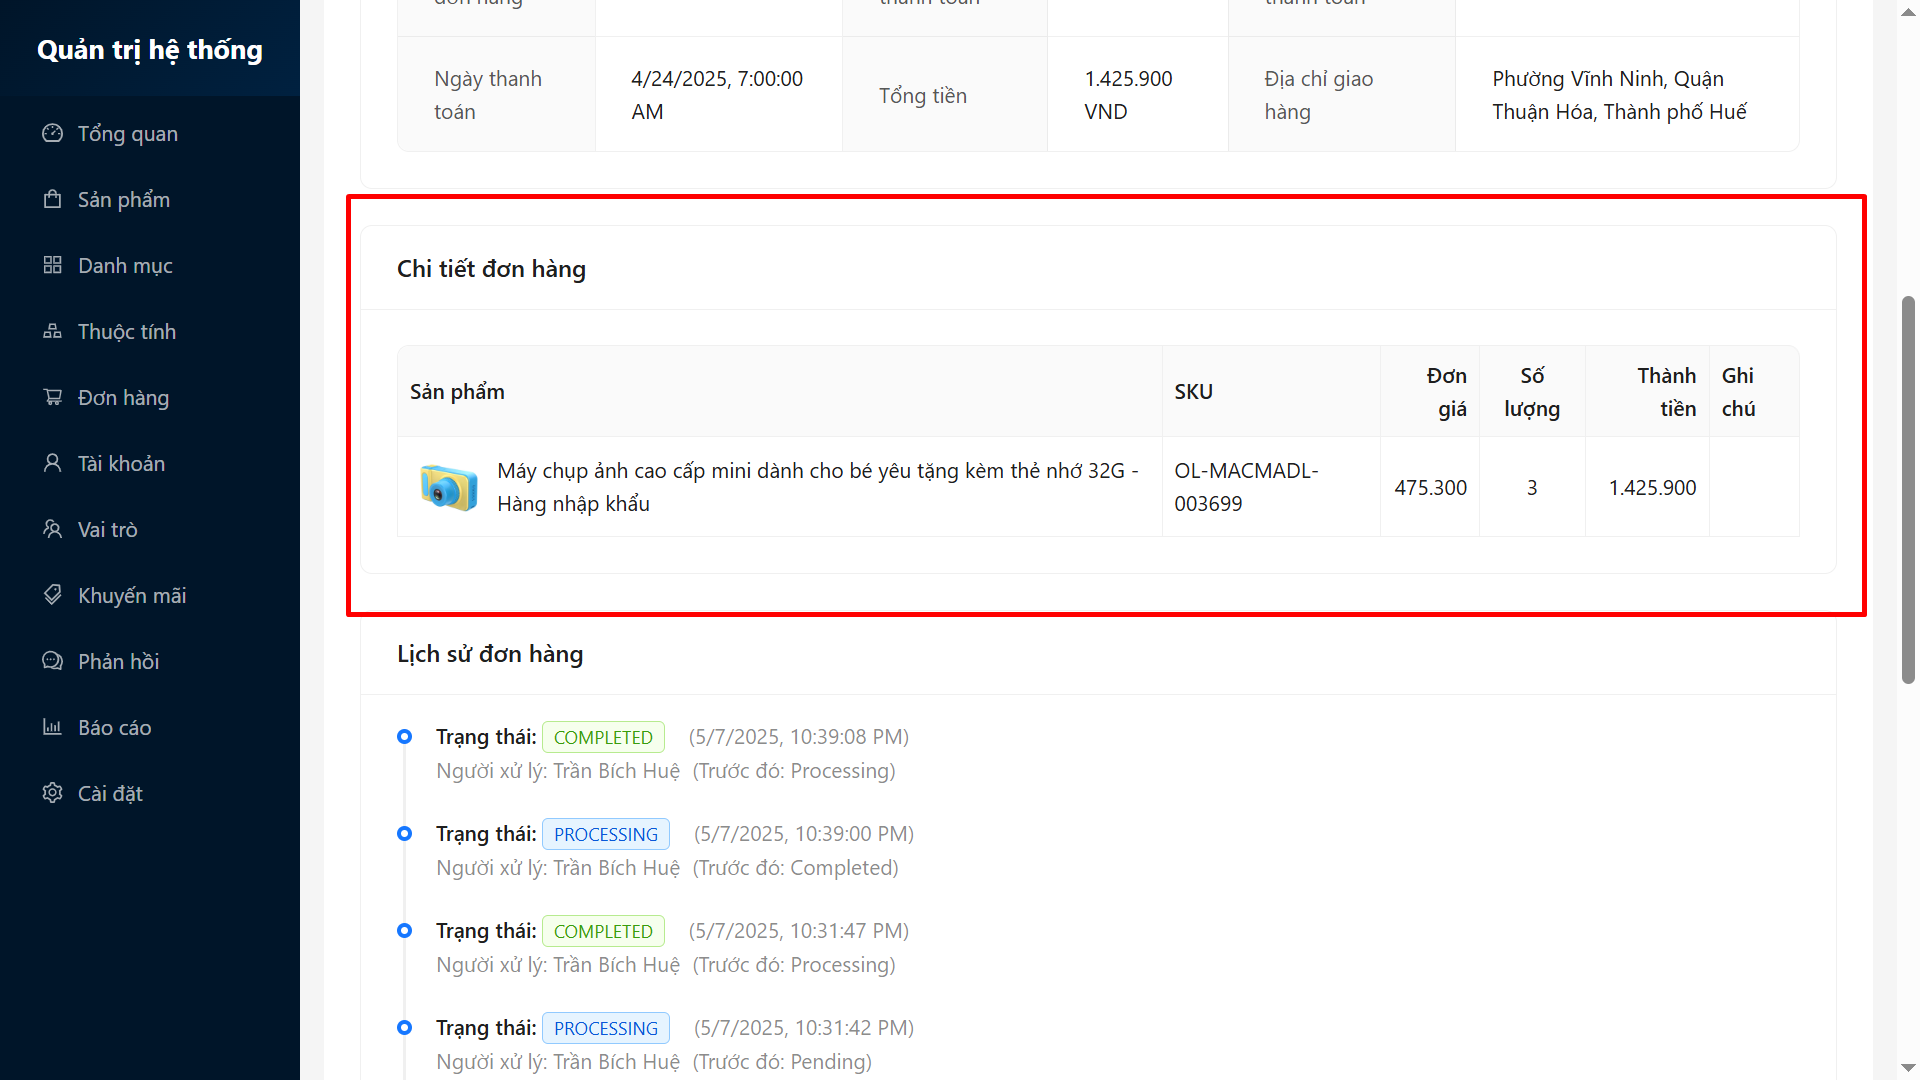 Quản trị hệ thống
Tổng quan
Sản phẩm
Danh mục
Thuộc tính
Đơn hàng
Tài khoản
Vai trò
Khuyến mãi
Phản hồi
Báo cáo
Cài đặt
Ngày thanh toán
4/24/2025, 7:00:00 AM
Tổng tiền
1.425.900 VND
Địa chỉ giao hàng
Phường Vĩnh Ninh, Quận
Thuận Hóa, Thành phố Huế
Chi tiết đơn hàng
Sản phẩm
SKU
Đơn giá
Số lượng
Thành tiền
Ghi chú
Máy chụp ảnh cao cấp mini dành cho bé yêu tặng kèm thẻ nhớ 32G -
Hàng nhập khẩu
OL-MACMADL-
003699
475.300
3
1.425.900
Lịch sử đơn hàng
Trạng thái: COMPLETED (5/7/2025, 10:39:08 PM)
Người xử lý: Trần Bích Huệ (Trước đó: Processing)
Trạng thái: PROCESSING (5/7/2025, 10:39:00 PM)
Người xử lý: Trần Bích Huệ (Trước đó: Completed)
Trạng thái: COMPLETED (5/7/2025, 10:31:47 PM)
Người xử lý: Trần Bích Huệ (Trước đó: Processing)
Trạng thái: PROCESSING (5/7/2025, 10:31:42 PM)
Người xử lý: Trần Bích Huệ (Trước đó: Pending)